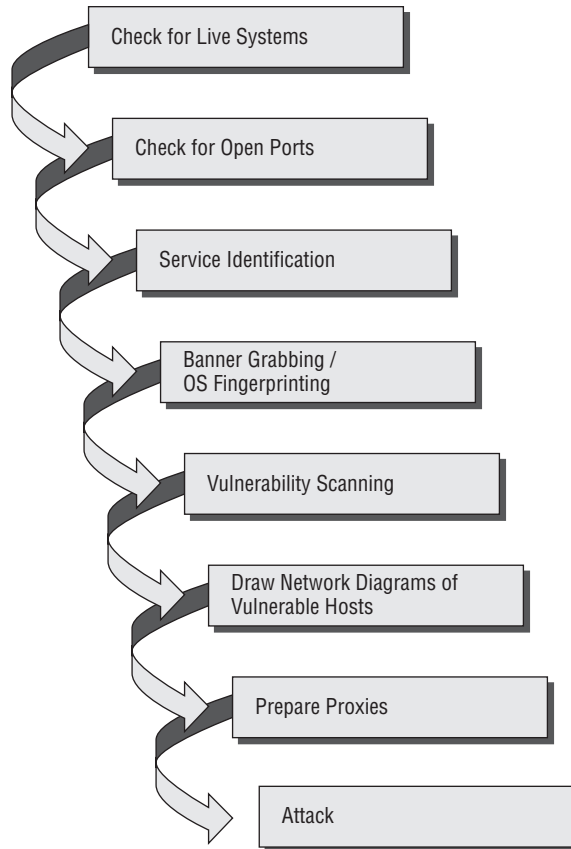 Check for Live Systems
Check for Open Ports
Service Identification
Banner Grabbing /
OS Fingerprinting
Vulnerability Scanning
Draw Network Diagrams of
Vulnerable Hosts
Prepare Proxies
Attack